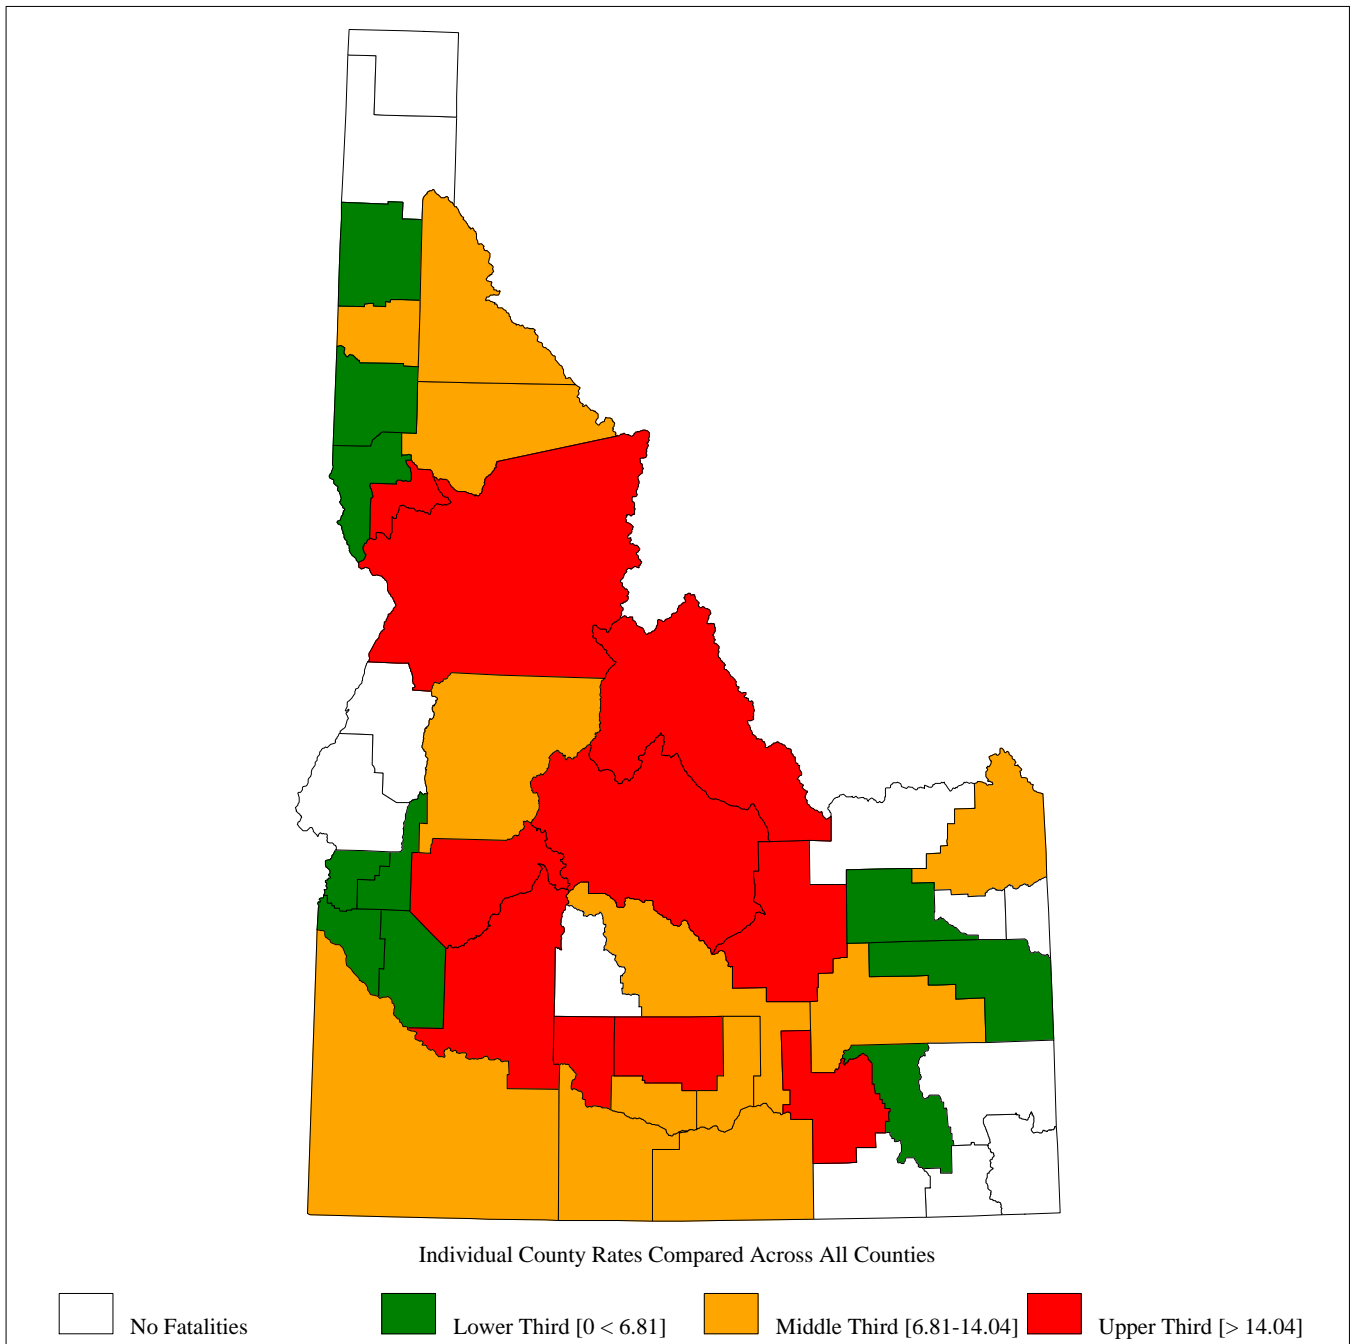 Individual County Rates Compared Across All Counties
No Fatalities Lower Third [0 < 6.81] Middle Third [6.81-14.04] Upper Third [> 14.04]